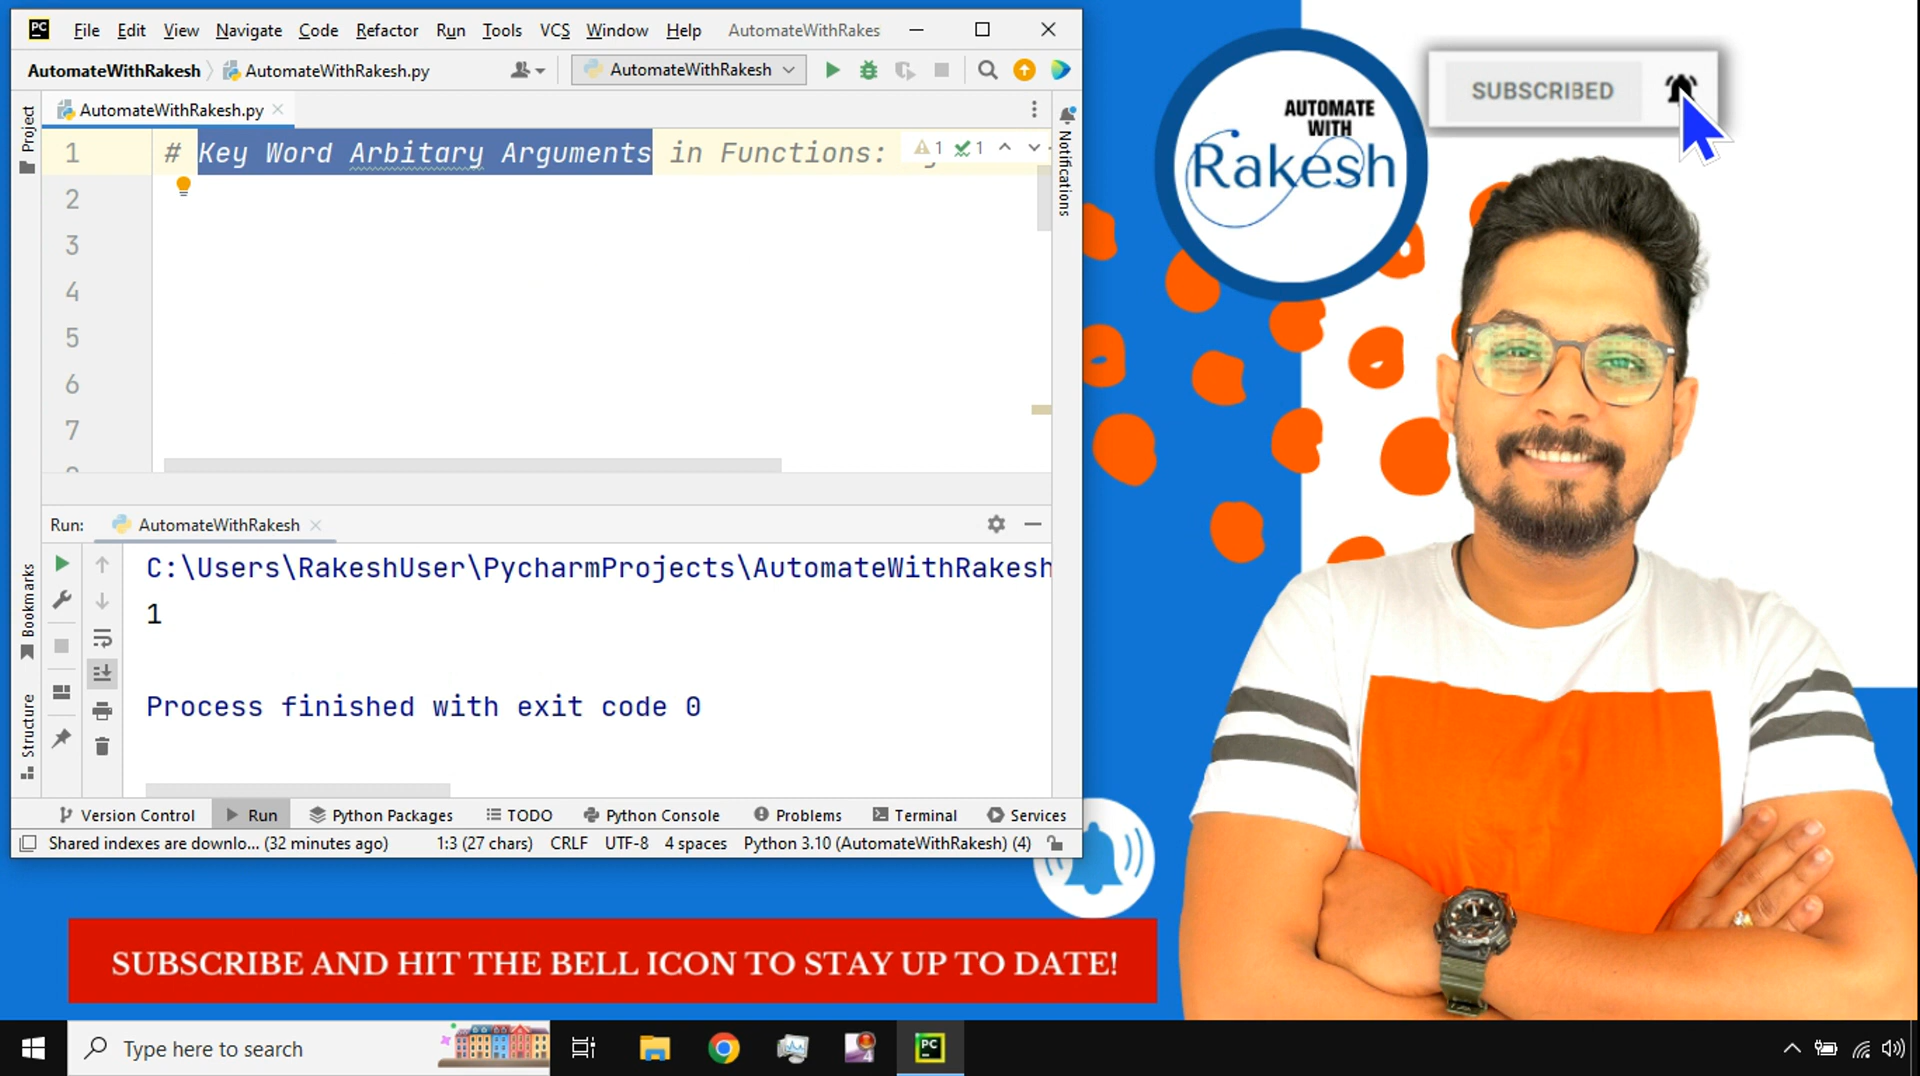 File Edit View Navigate Code Refactor Run Tools VCS Window Help AutomateWithRakes
AutomateWithRakesh AutomateWithRakesh.py AutomateWithRakesh
AutomateWithRakesh.py
1 # Key Word Arbitary Arguments in Functions: 1 1
2
3
4
5
6
7
Project
Bookmarks
Structure
Notifications
Run: AutomateWithRakesh
C:\Users\RakeshUser\PycharmProjects\AutomateWithRakesh
1
Process finished with exit code 0
Version Control Run Python Packages TODO Python Console Problems Terminal Services
Shared indexes are downlo... (32 minutes ago) 1:3 (27 chars) CRLF UTF-8 4 spaces Python 3.10 (AutomateWithRakesh) (4)
AUTOMATE
WITH
Rakesh
SUBSCRIBED
SUBSCRIBE AND HIT THE BELL ICON TO STAY UP TO DATE!
Type here to search
PC
4
PC